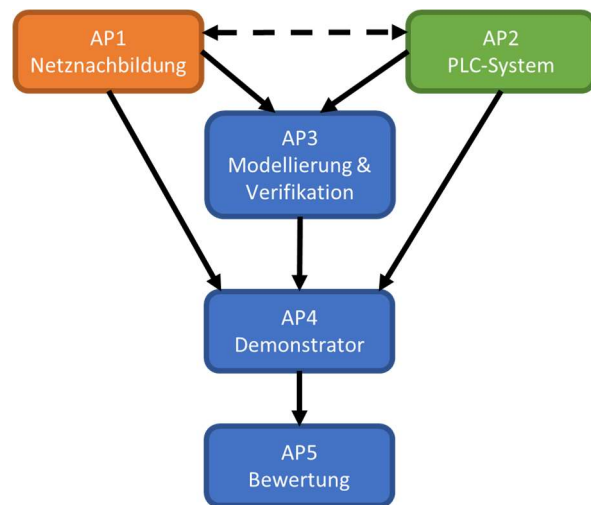 AP1
Netznachbildung
AP2
PLC-System
AP3
Modellierung &
Verifikation
AP4
Demonstrator
AP5
Bewertung